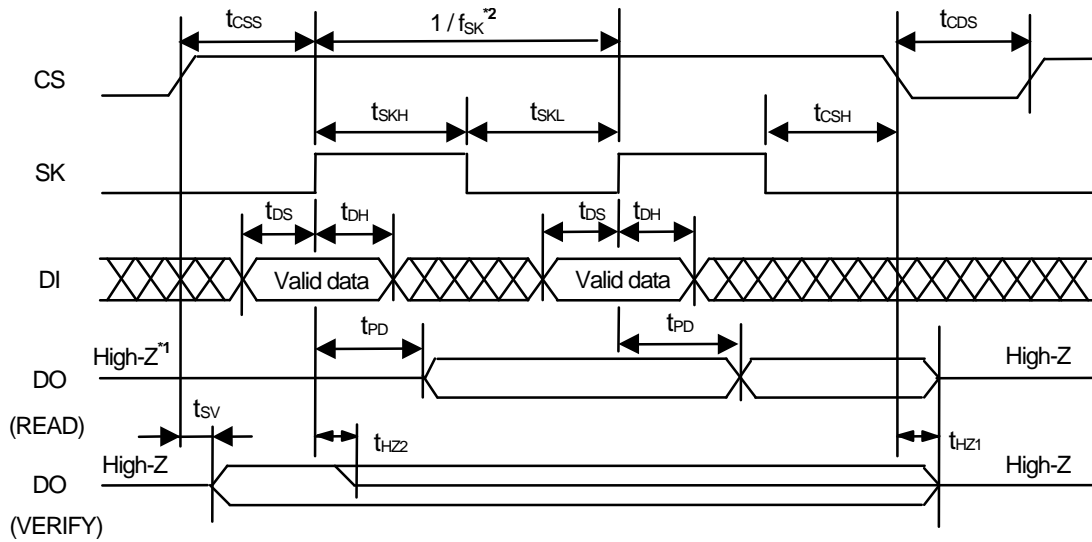 tCSS 1 / fSK*2 tCDS
CS
tSKH tSKL tCSH
SK
tDS tDH tDS tDH
DI Valid data Valid data
tPD tPD
High-Z*1 High-Z
DO
(READ)
tSV tHZ2 tHZ1
High-Z High-Z
DO
(VERIFY)